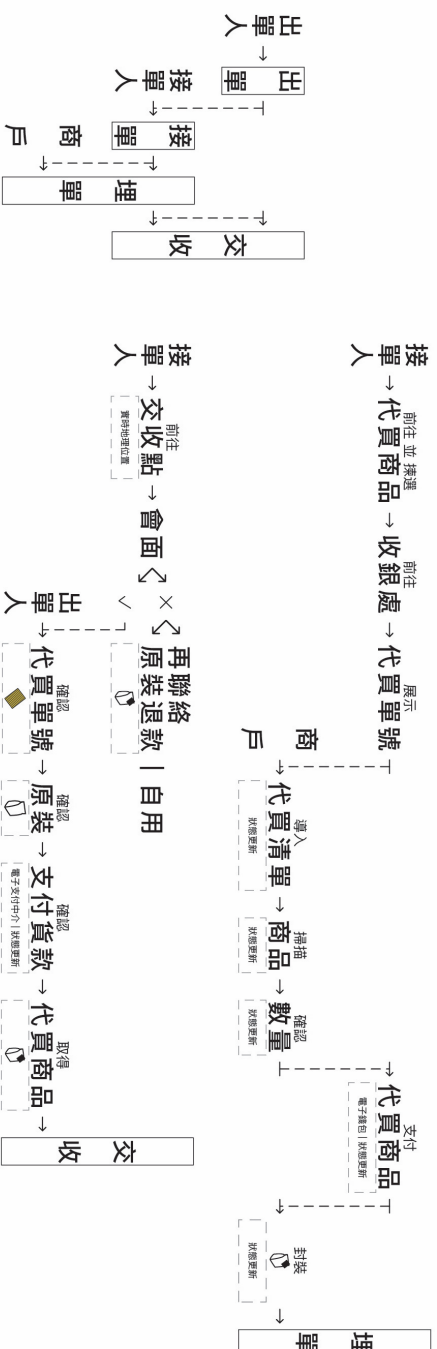 出單人
→
出單
接單人
接單
商戶
埋單
交收
接單人
→
前往 並 揀選
代買商品
→
前往
收銀處
→
展示
代買單號
商戶
導入
代買清單
狀態更新
→
掃描
商品
狀態更新
→
確認
數量
狀態更新
支付
代買商品
電子錢包 | 狀態更新
封裝
狀態更新
→
埋單
接單人
→
前往
交收點
實時地理位置
→
會面
再聯絡
原裝退款 | 自用
出單人
確認
代買單號
→
確認
原裝
→
確認
支付貨款
電子支付中介 | 狀態更新
→
取得
代買商品
→
交收